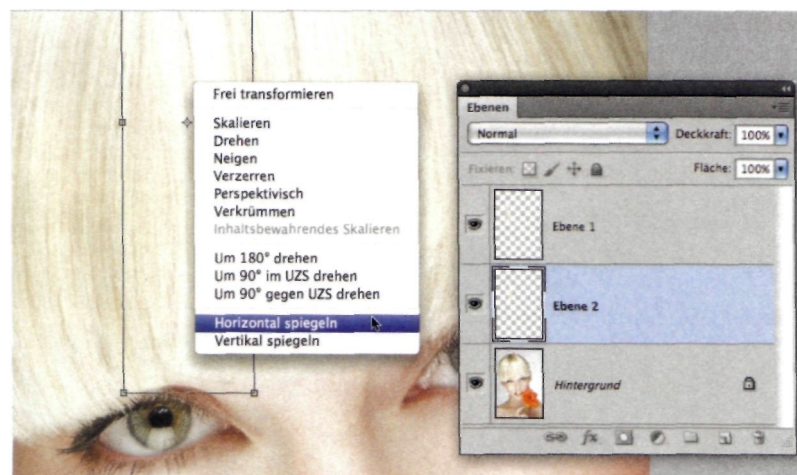 Frei transformieren
Skalieren
Drehen
Neigen
Verzerren
Perspektivisch
Verkrümmen
Inhaltsbewahrendes Skalieren
Um 180° drehen
Um 90° im UZS drehen
Um 90° gegen UZS drehen
Horizontal spiegeln
Vertikal spiegeln
Ebenen
Normal Deckkraft: 100%
Fixieren: Fläche: 100%
Ebene 1
Ebene 2
Hintergrund
fx